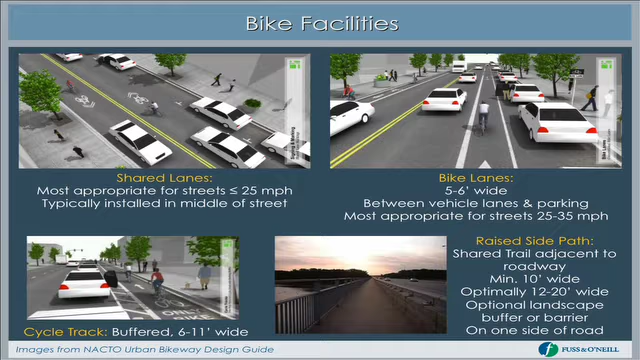 Bike Facilities
Shared Lanes:
Most appropriate for streets ≤ 25 mph
Typically installed in middle of street
Bike Lanes:
5-6' wide
Between vehicle lanes & parking
Most appropriate for streets 25-35 mph
Cycle Track: Buffered, 6-11' wide
Raised Side Path:
Shared Trail adjacent to
roadway
Min. 10' wide
Optimally 12-20' wide
Optional landscape
buffer or barrier
On one side of road
Images from NACTO Urban Bikeway Design Guide
FUSS & O'NEILL